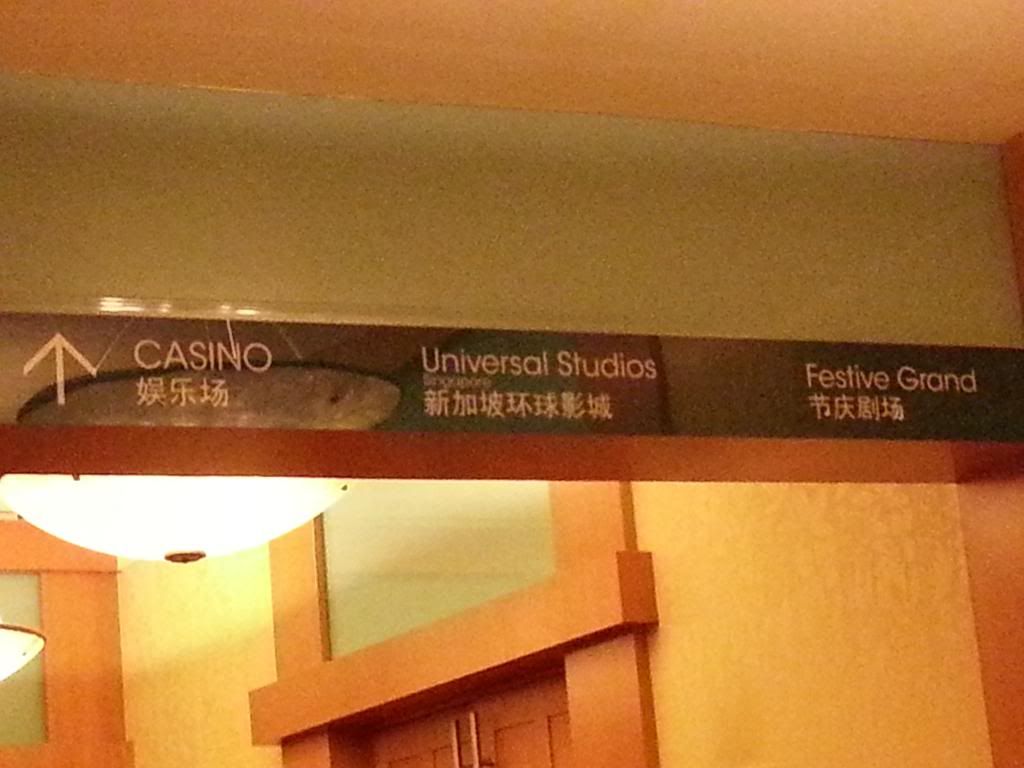 CASINO
娱乐场
Universal Studios
Singapore
新加坡环球影城
Festive Grand
节庆剧场